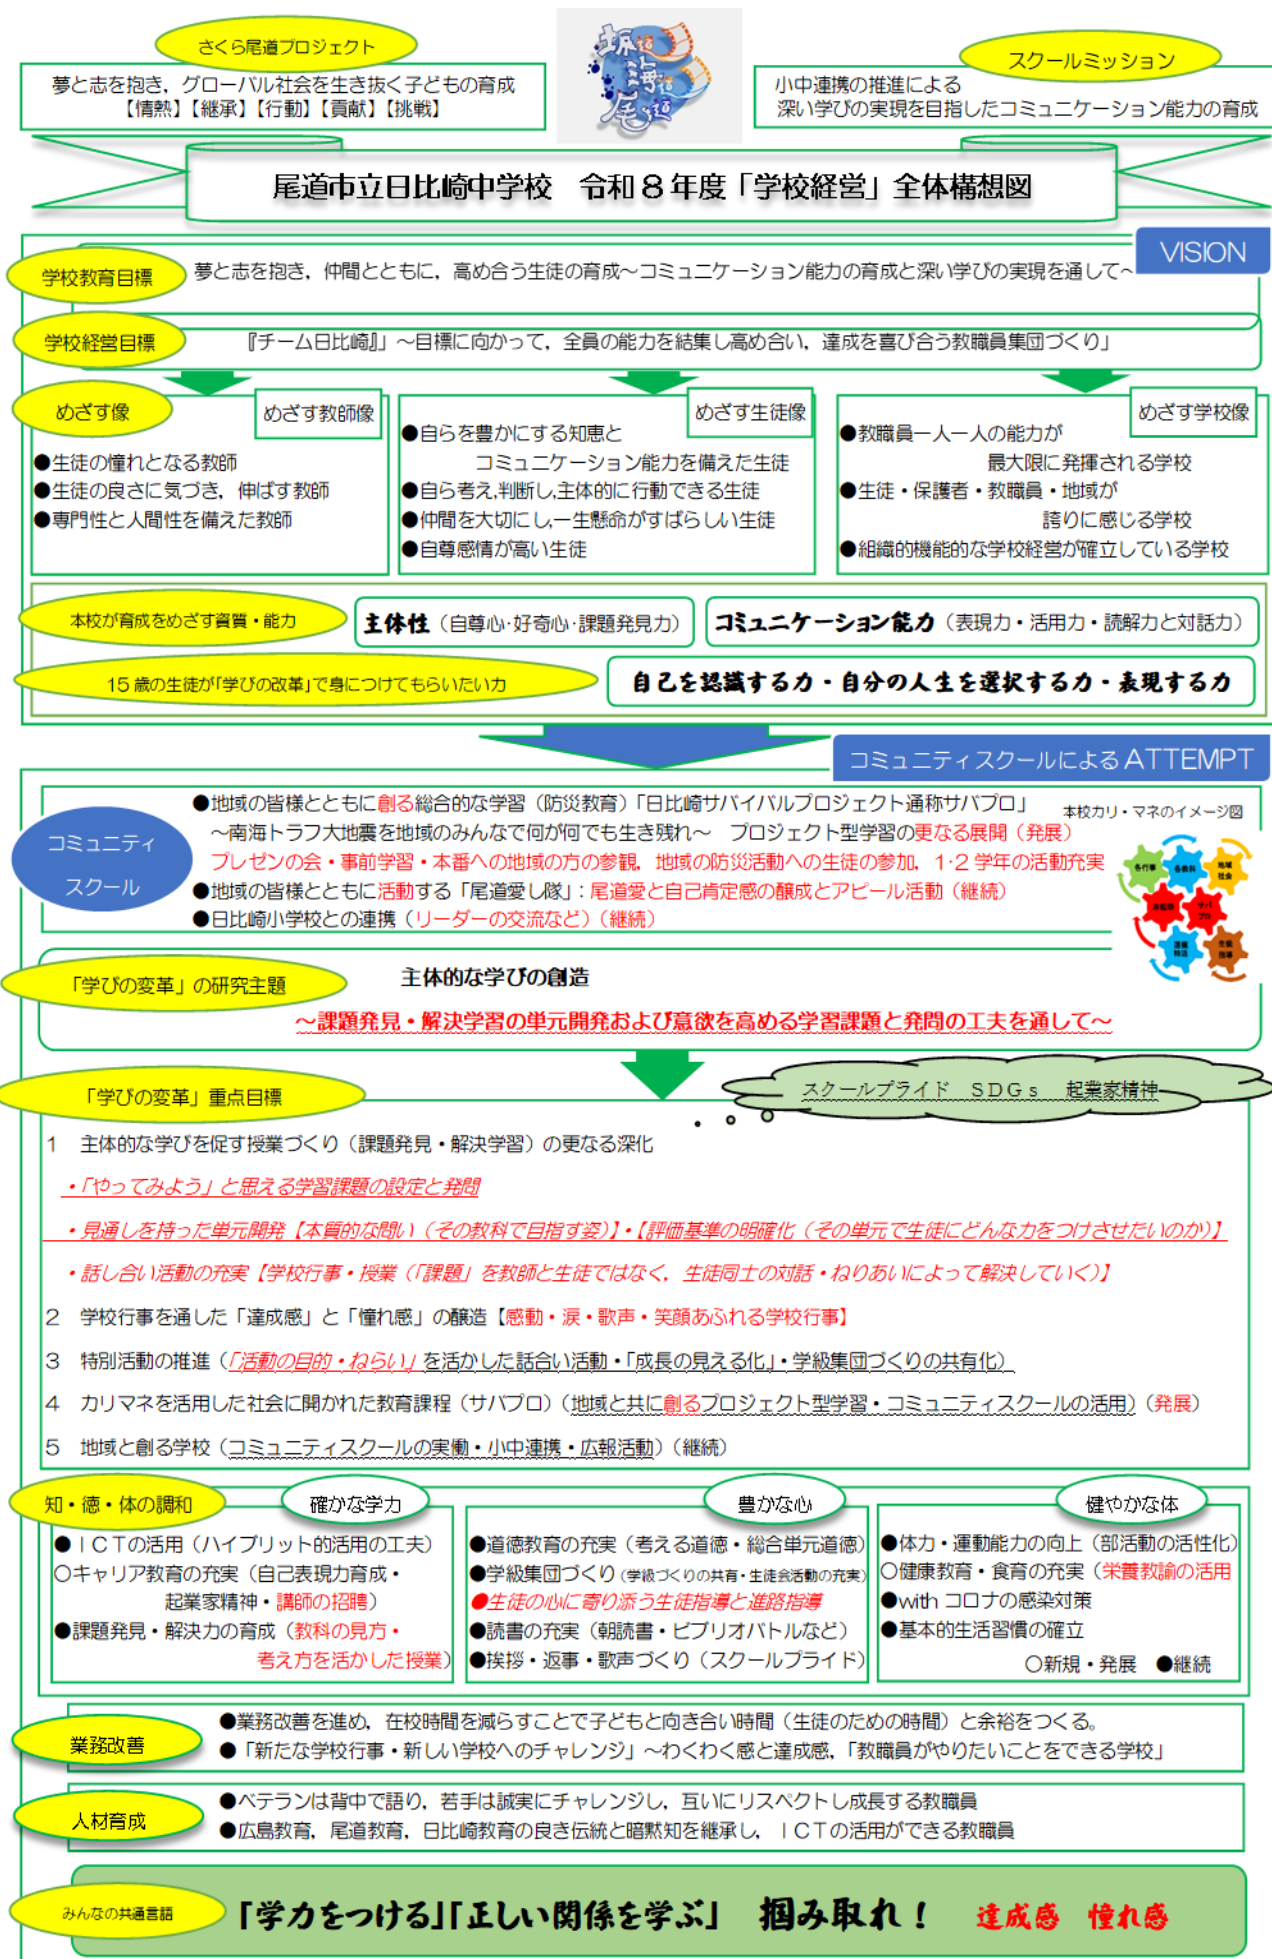 さくら尾道プロジェクト
夢と志を抱き，グローバル社会を生き抜く子どもの育成
【情熱】【継承】【行動】【貢献】【挑戦】
スクールミッション
小中連携の推進による
深い学びの実現を目指したコミュニケーション能力の育成
尾道市立日比崎中学校　令和８年度「学校経営」全体構想図
VISION
学校教育目標
夢と志を抱き，仲間とともに，高め合う生徒の育成～コミュニケーション能力の育成と深い学びの実現を通して～
学校経営目標
『チーム日比崎』」～目標に向かって，全員の能力を結集し高め合い，達成を喜び合う教職員集団づくり」
めざす像
めざす教師像
●生徒の憧れとなる教師
●生徒の良さに気づき，伸ばす教師
●専門性と人間性を備えた教師
めざす生徒像
●自らを豊かにする知恵と
コミュニケーション能力を備えた生徒
●自ら考え,判断し,主体的に行動できる生徒
●仲間を大切にし,一生懸命がすばらしい生徒
●自尊感情が高い生徒
めざす学校像
●教職員一人一人の能力が
最大限に発揮される学校
●生徒・保護者・教職員・地域が
誇りに感じる学校
●組織的機能的な学校経営が確立している学校
本校が育成をめざす資質・能力
主体性（自尊心・好奇心・課題発見力）
コミュニケーション能力（表現力・活用力・読解力と対話力）
15歳の生徒が「学びの改革」で身につけてもらいたい力
自己を認識する力・自分の人生を選択する力・表現する力
コミュニティスクールによるATTEMPT
コミュニティ
スクール
●地域の皆様とともに創る総合的な学習（防災教育）「日比崎サバイバルプロジェクト通称サバプロ」
～南海トラフ大地震を地域のみんなで何が何でも生き残れ～　プロジェクト型学習の更なる展開（発展）
プレゼンの会・事前学習・本番への地域の方の参観，地域の防災活動への生徒の参加，1・2学年の活動充実
●地域の皆様とともに活動する「尾道愛し隊」：尾道愛と自己肯定感の醸成とアピール活動（継続）
●日比崎小学校との連携（リーダーの交流など）（継続）
本校カリ・マネのイメージ図
各行事
各教科
地域
社会
サバ
プロ
生徒
指導
「学びの変革」の研究主題
主体的な学びの創造
～課題発見・解決学習の単元開発および意欲を高める学習課題と発問の工夫を通して～
スクールプライド　SDGs　起業家精神
「学びの変革」重点目標
１　主体的な学びを促す授業づくり（課題発見・解決学習）の更なる深化
・「やってみよう」と思える学習課題の設定と発問
・見通しを持った単元開発【本質的な問い（その教科で目指す姿）】・【評価基準の明確化（その単元で生徒にどんな力をつけさせたいのか）】
・話し合い活動の充実【学校行事・授業（「課題」を教師と生徒ではなく，生徒同士の対話・ねりあいによって解決していく）】
２　学校行事を通した「達成感」と「憧れ感」の醸造【感動・涙・歌声・笑顔あふれる学校行事】
３　特別活動の推進（「活動の目的・ねらい」を活かした話合い活動・「成長の見える化」・学級集団づくりの共有化）
４　カリマネを活用した社会に開かれた教育課程（サバプロ）（地域と共に創るプロジェクト型学習・コミュニティスクールの活用）（発展）
５　地域と創る学校（コミュニティスクールの実働・小中連携・広報活動）（継続）
知・徳・体の調和
確かな学力
●ＩＣＴの活用（ハイブリット的活用の工夫）
○キャリア教育の充実（自己表現力育成・
起業家精神・講師の招聘）
●課題発見・解決力の育成（教科の見方・
考え方を活かした授業）
豊かな心
●道徳教育の充実（考える道徳・総合単元道徳）
●学級集団づくり（学級づくりの共有・生徒会活動の充実）
●生徒の心に寄り添う生徒指導と進路指導
●読書の充実（朝読書・ビブリオバトルなど）
●挨拶・返事・歌声づくり（スクールプライド）
健やかな体
●体力・運動能力の向上（部活動の活性化）
○健康教育・食育の充実（栄養教諭の活用
●with コロナの感染対策
●基本的生活習慣の確立
○新規・発展　●継続
業務改善
●業務改善を進め，在校時間を減らすことで子どもと向き合い時間（生徒のための時間）と余裕をつくる。
●「新たな学校行事・新しい学校へのチャレンジ」～わくわく感と達成感，「教職員がやりたいことをできる学校」
人材育成
●ベテランは背中で語り，若手は誠実にチャレンジし，互いにリスペクトし成長する教職員
●広島教育，尾道教育，日比崎教育の良き伝統と暗黙知を継承し，ＩＣＴの活用ができる教職員
みんなの共通言語
「学力をつける」「正しい関係を学ぶ」　掴み取れ！　達成感　憧れ感